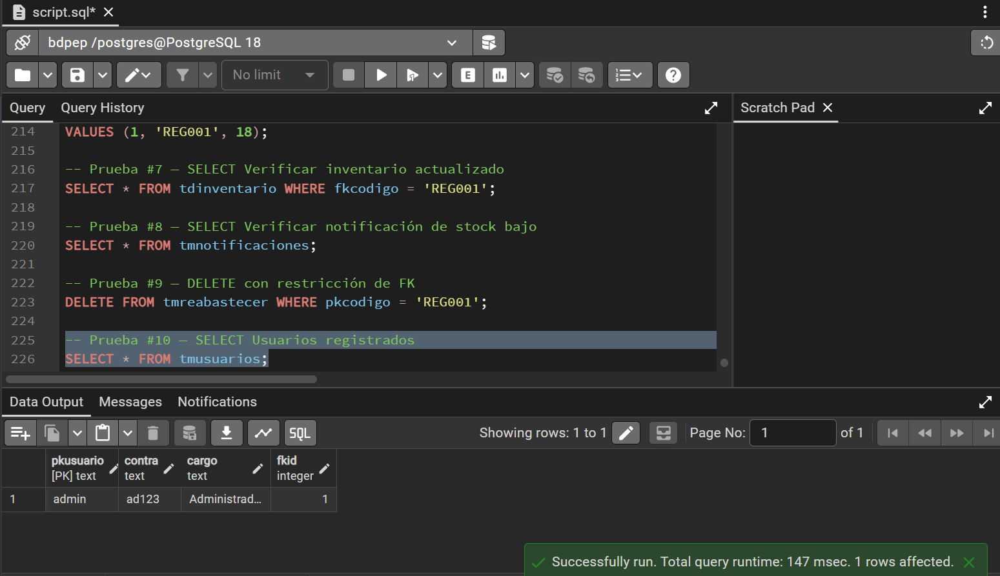 script.sql*
bdpep /postgres@PostgreSQL 18
No limit
E
Query Query History
Scratch Pad
214 VALUES (1, 'REG001', 18);
215
216 -- Prueba #7 – SELECT Verificar inventario actualizado
217 SELECT * FROM tdinventario WHERE fkcodigo = 'REG001';
218
219 -- Prueba #8 – SELECT Verificar notificación de stock bajo
220 SELECT * FROM tmnotificaciones;
221
222 -- Prueba #9 – DELETE con restricción de FK
223 DELETE FROM tmreabastecer WHERE pkcodigo = 'REG001';
224
225 -- Prueba #10 – SELECT Usuarios registrados
226 SELECT * FROM tmusuarios;
Data Output Messages Notifications
SQL
Showing rows: 1 to 1
Page No: 1 of 1
pkusuario contra cargo fkid
[PK] text text text integer
1 admin ad123 Administrad... 1
Successfully run. Total query runtime: 147 msec. 1 rows affected.